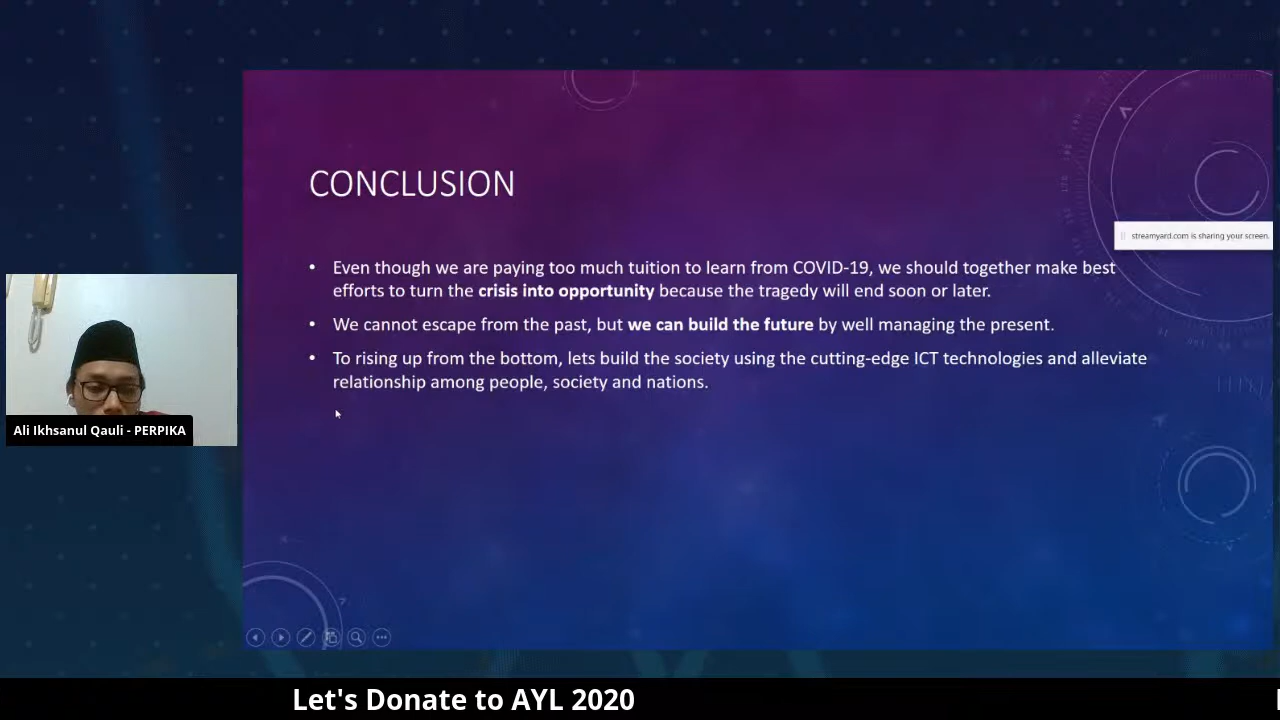 CONCLUSION
streamyard.com is sharing your screen.
• Even though we are paying too much tuition to learn from COVID-19, we should together make best
efforts to turn the crisis into opportunity because the tragedy will end soon or later.
• We cannot escape from the past, but we can build the future by well managing the present.
• To rising up from the bottom, lets build the society using the cutting-edge ICT technologies and alleviate
relationship among people, society and nations.
Ali Ikhsanul Qauli - PERPIKA
Let's Donate to AYL 2020